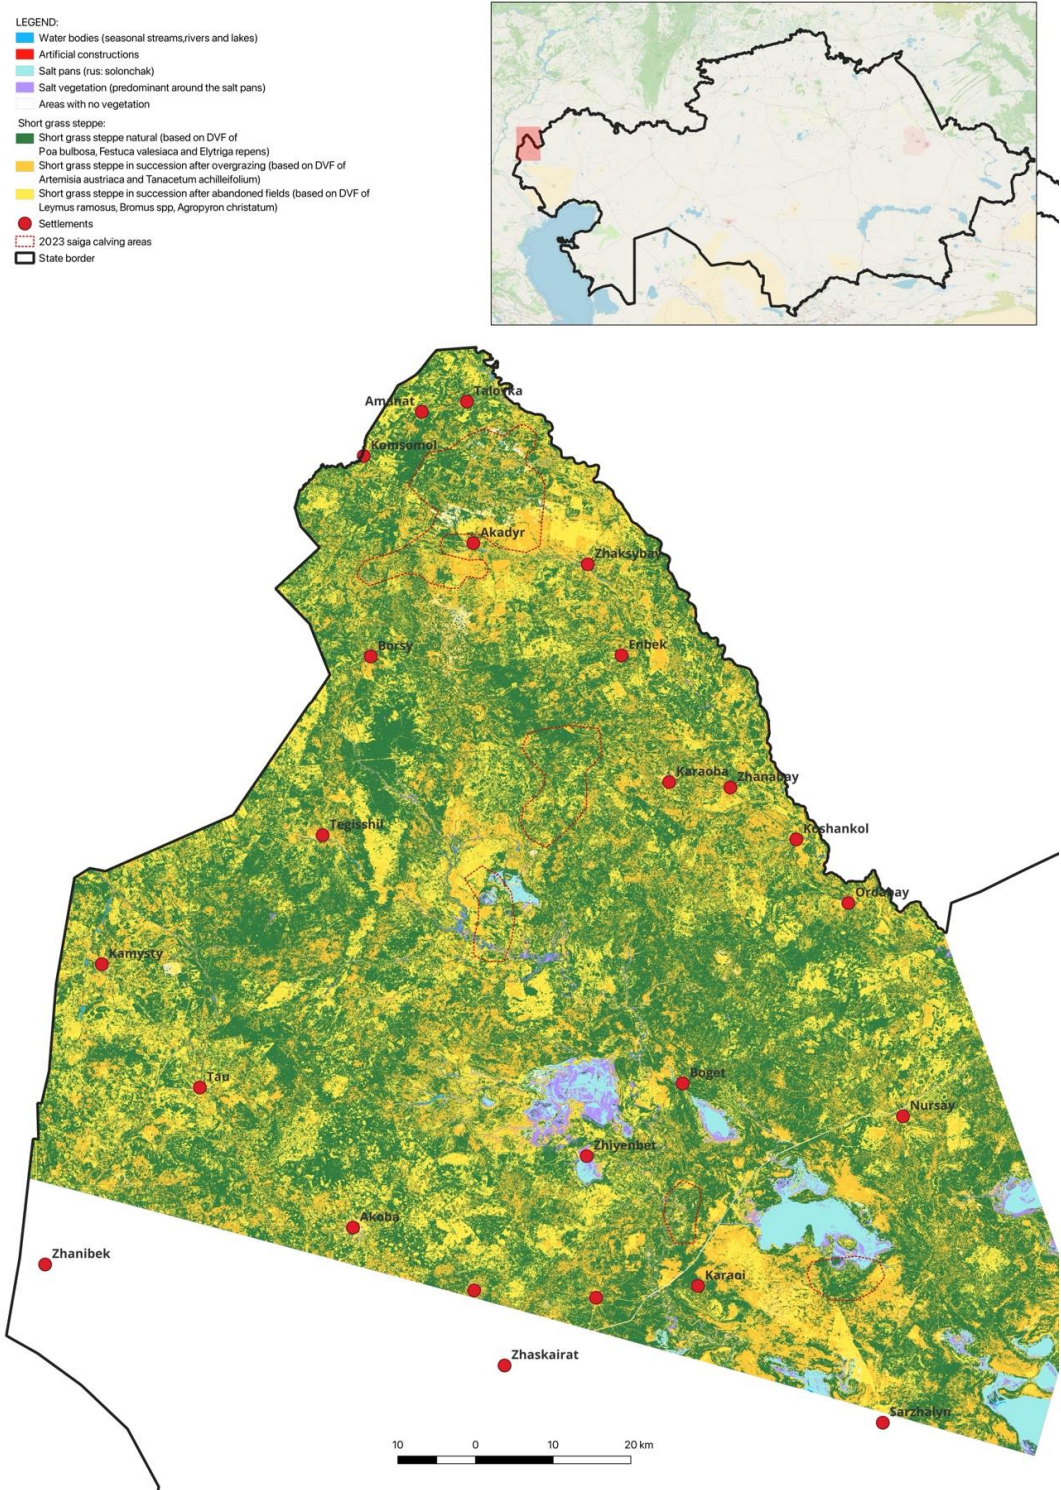 LEGEND:
Water bodies (seasonal streams,rivers and lakes)
Artificial constructions
Salt pans (rus: solonchak)
Salt vegetation (predominant around the salt pans)
Areas with no vegetation
Short grass steppe:
Short grass steppe natural (based on DVF of
Poa bulbosa, Festuca valesiaca and Elytriga repens)
Short grass steppe in succession after overgrazing (based on DVF of
Artemisia austriaca and Tanacetum achilleifolium)
Short grass steppe in succession after abandoned fields (based on DVF of
Leymus ramosus, Bromus spp, Agropyron christatum)
Settlements
2023 saiga calving areas
State border
Talovka
Amanat
Komsomol
Akadyr
Zhaksybay
Borsy
Enbek
Karaoba
Zhanabay
Tegisshil
Koshankol
Ordabay
Kamysty
Tau
Boget
Nursay
Zhiyenbet
Akoba
Zhanibek
Karaoi
Zhaskairat
Sarzhalyn
10 0 10 20 km